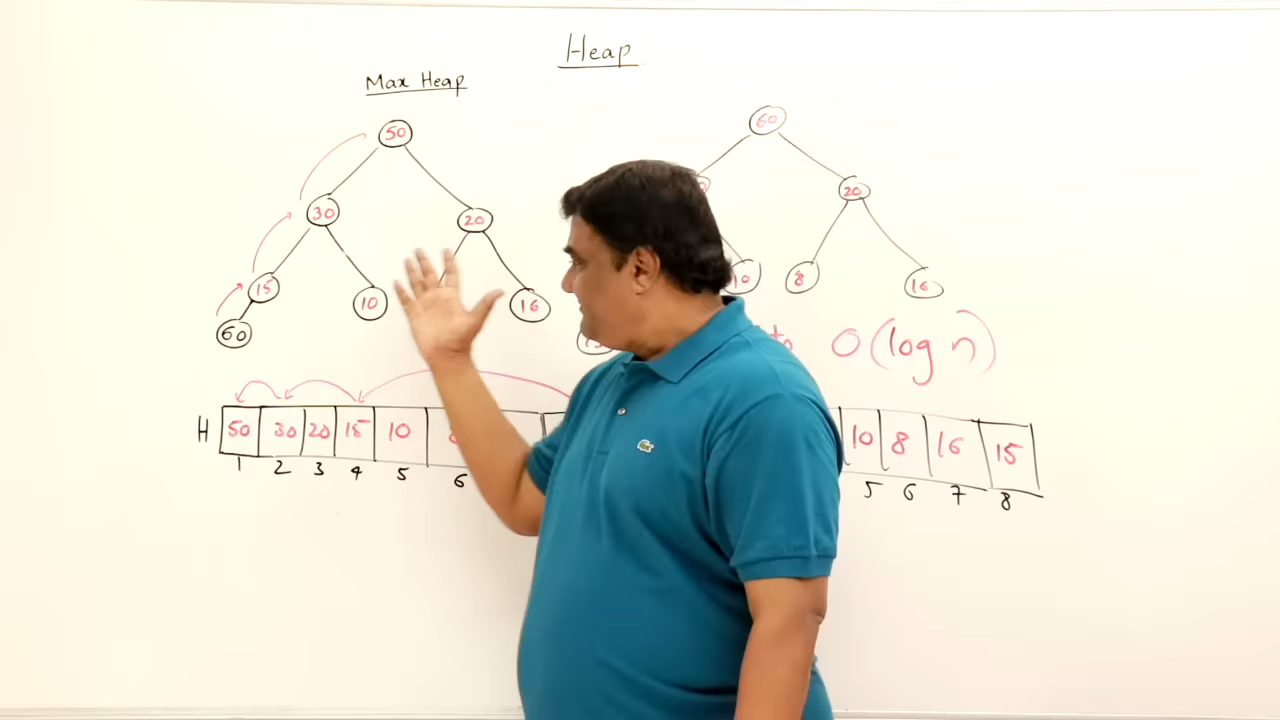 Heap
Max Heap
50
30
20
15
10
16
60
60
20
10
8
16
O(log n)
H 50 30 20 15 10
1 2 3 4 5 6
10 8 16 15
5 6 7 8